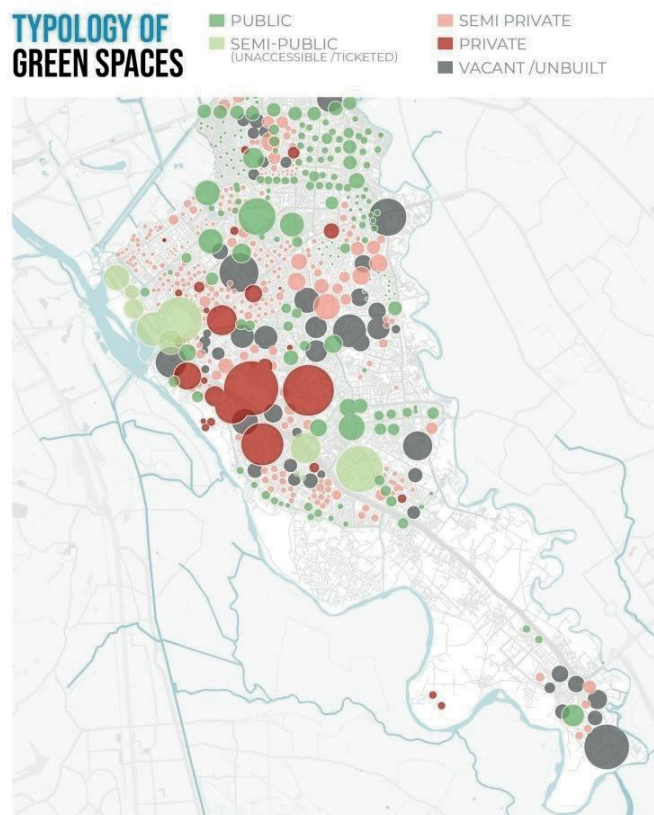 TYPOLOGY OF
GREEN SPACES
PUBLIC
SEMI-PUBLIC
(UNACCESSIBLE /TICKETED)
SEMI PRIVATE
PRIVATE
VACANT /UNBUILT